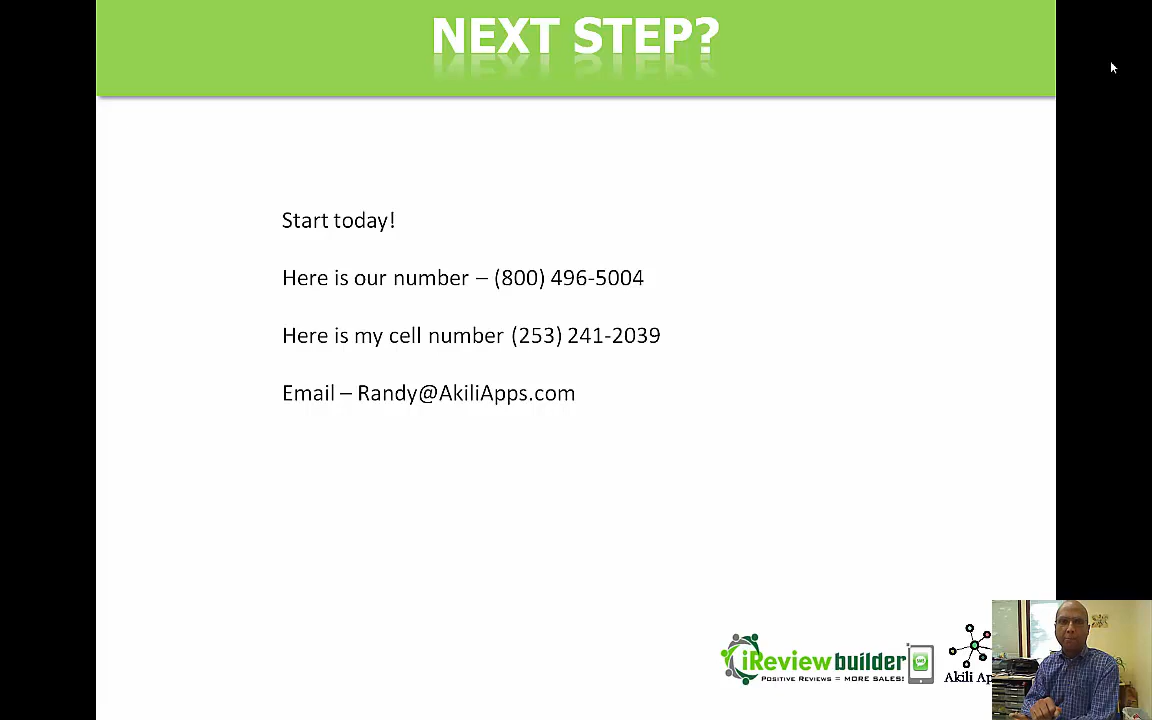 NEXT STEP?
Start today!
Here is our number – (800) 496-5004
Here is my cell number (253) 241-2039
Email – Randy@AkiliApps.com
iReviewbuilder
POSITIVE REVIEWS = MORE SALES!
Akili